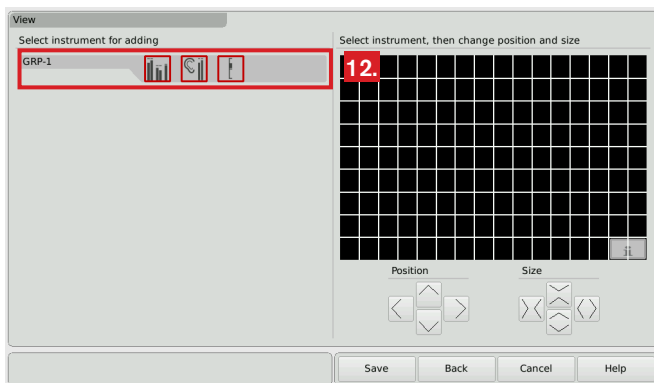 View
Select instrument for adding
GRP-1
Select instrument, then change position and size
12.
Position
Size
Save
Back
Cancel
Help